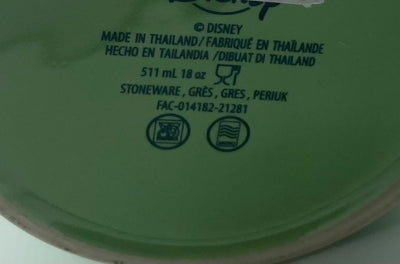 Disney
© DISNEY
MADE IN THAILAND / FABRIQUÉ EN THAÏLANDE
HECHO EN TAILANDIA / DIBUAT DI THAILAND
511 mL 18 oz
STONEWARE, GRÈS, GRES, PERIUK
FAC-014182-21281